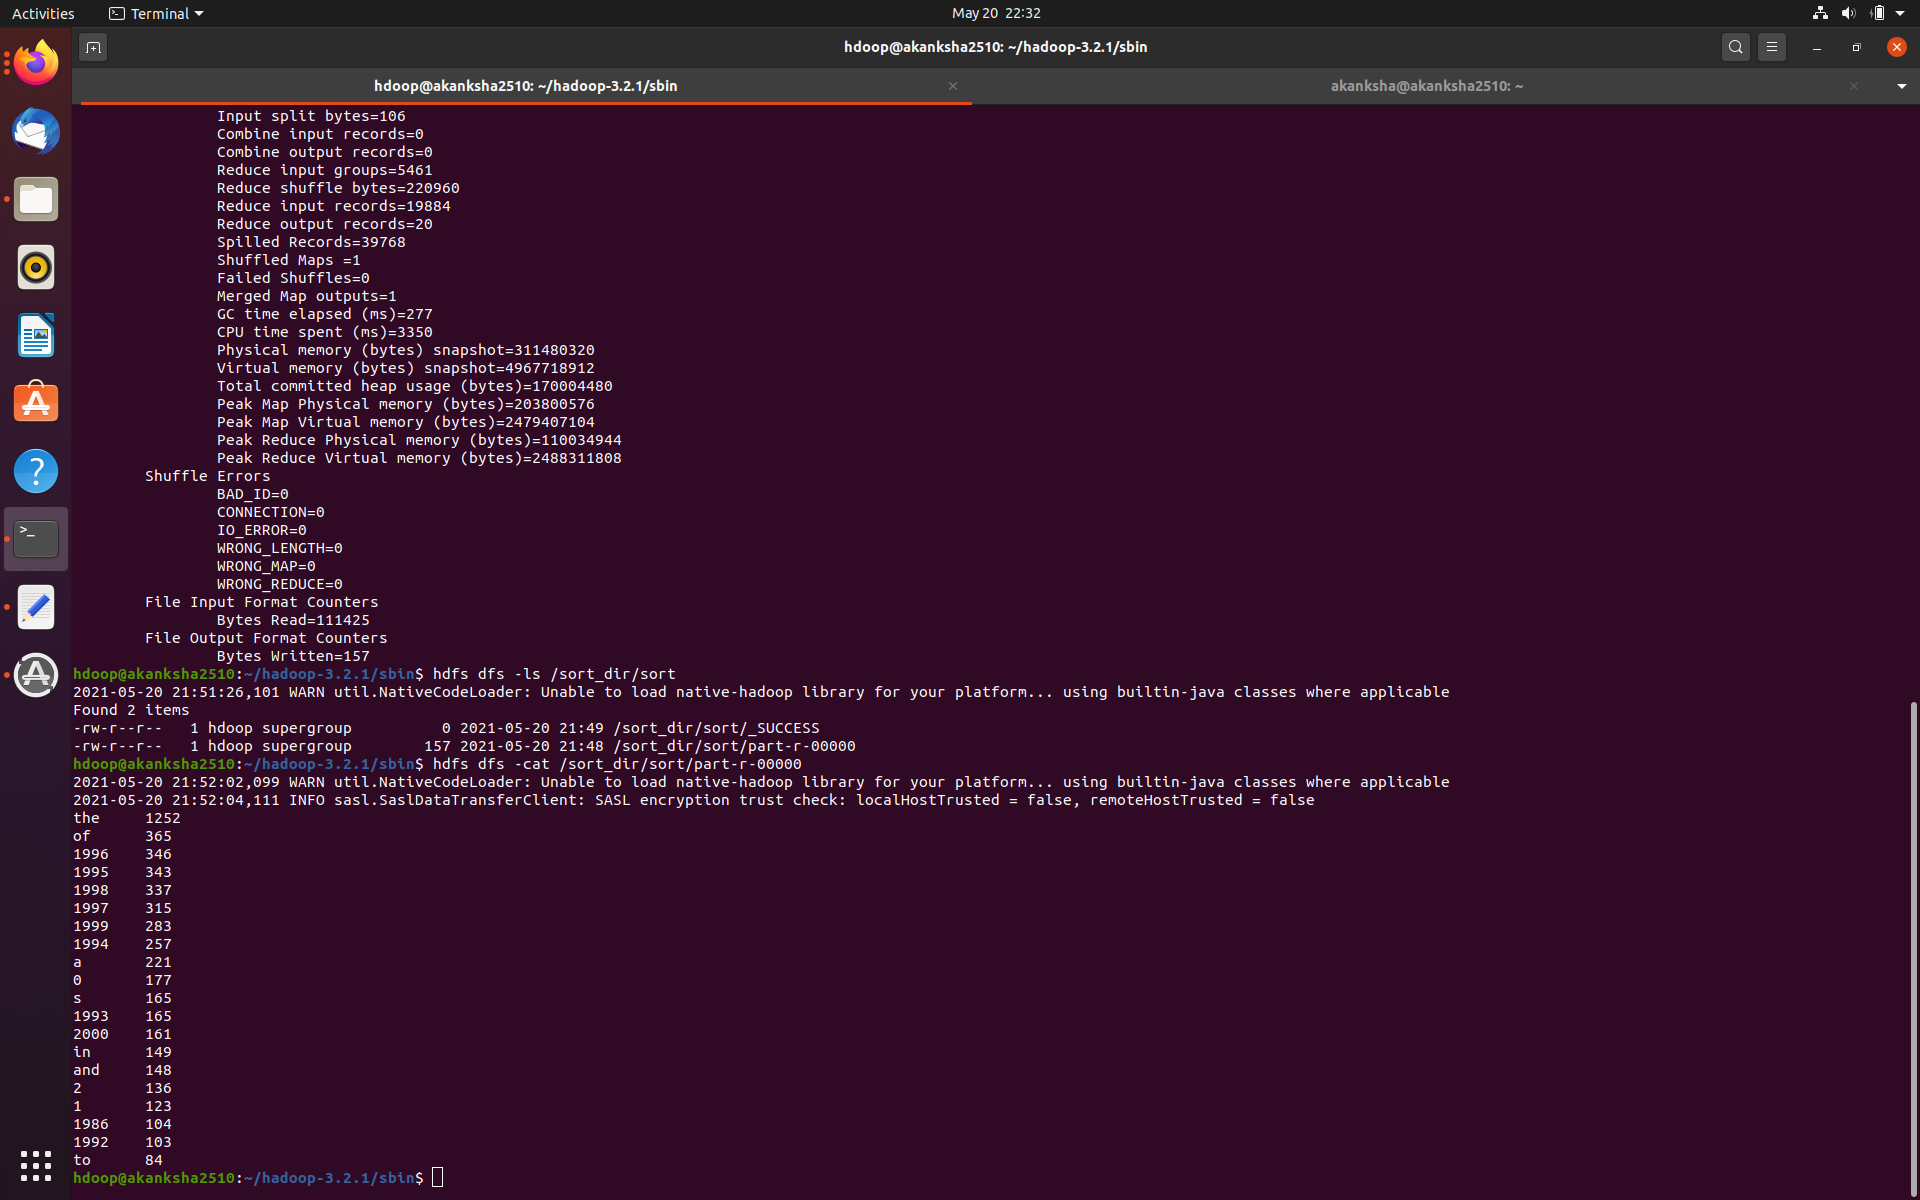 Activities
Terminal
May 20 22:32
hdoop@akanksha2510: ~/hadoop-3.2.1/sbin
hdoop@akanksha2510: ~/hadoop-3.2.1/sbin
akanksha@akanksha2510: ~
Input split bytes=106
Combine input records=0
Combine output records=0
Reduce input groups=5461
Reduce shuffle bytes=220960
Reduce input records=19884
Reduce output records=20
Spilled Records=39768
Shuffled Maps =1
Failed Shuffles=0
Merged Map outputs=1
GC time elapsed (ms)=277
CPU time spent (ms)=3350
Physical memory (bytes) snapshot=311480320
Virtual memory (bytes) snapshot=4967718912
Total committed heap usage (bytes)=170004480
Peak Map Physical memory (bytes)=203800576
Peak Map Virtual memory (bytes)=2479407104
Peak Reduce Physical memory (bytes)=110034944
Peak Reduce Virtual memory (bytes)=2488311808
Shuffle Errors
BAD_ID=0
CONNECTION=0
IO_ERROR=0
WRONG_LENGTH=0
WRONG_MAP=0
WRONG_REDUCE=0
File Input Format Counters
Bytes Read=111425
File Output Format Counters
Bytes Written=157
hdoop@akanksha2510:~/hadoop-3.2.1/sbin$ hdfs dfs -ls /sort_dir/sort
2021-05-20 21:51:26,101 WARN util.NativeCodeLoader: Unable to load native-hadoop library for your platform... using builtin-java classes where applicable
Found 2 items
-rw-r--r--   1 hdoop supergroup          0 2021-05-20 21:49 /sort_dir/sort/_SUCCESS
-rw-r--r--   1 hdoop supergroup        157 2021-05-20 21:48 /sort_dir/sort/part-r-00000
hdoop@akanksha2510:~/hadoop-3.2.1/sbin$ hdfs dfs -cat /sort_dir/sort/part-r-00000
2021-05-20 21:52:02,099 WARN util.NativeCodeLoader: Unable to load native-hadoop library for your platform... using builtin-java classes where applicable
2021-05-20 21:52:04,111 INFO sasl.SaslDataTransferClient: SASL encryption trust check: localHostTrusted = false, remoteHostTrusted = false
the     1252
of      365
1996    346
1995    343
1998    337
1997    315
1999    283
1994    257
a       221
0       177
s       165
1993    165
2000    161
in      149
and     148
2       136
1       123
1986    104
1992    103
to      84
hdoop@akanksha2510:~/hadoop-3.2.1/sbin$